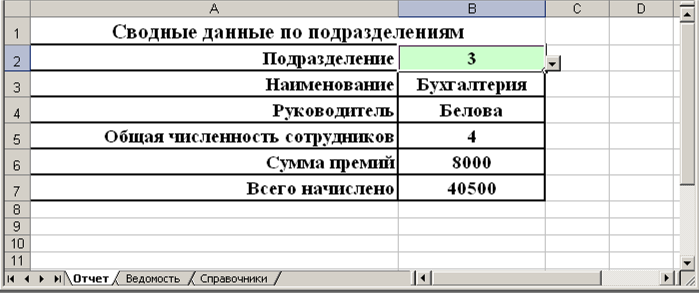 A B C D
1 Сводные данные по подразделениям
2 Подразделение 3
3 Наименование Бухгалтерия
4 Руководитель Белова
5 Общая численность сотрудников 4
6 Сумма премий 8000
7 Всего начислено 40500
8
9
10
11
Отчет Ведомость Справочники